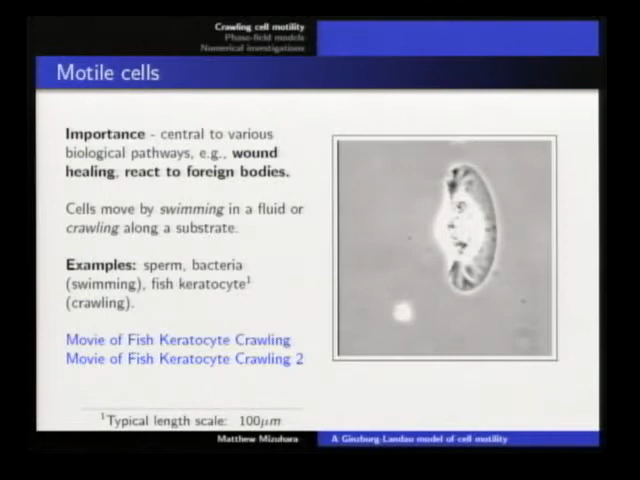 Crawling cell motility
Phase-field models
Numerical investigations
Motile cells
Importance - central to various
biological pathways, e.g., wound
healing, react to foreign bodies.
Cells move by swimming in a fluid or
crawling along a substrate.
Examples: sperm, bacteria
(swimming), fish keratocyte¹
(crawling).
Movie of Fish Keratocyte Crawling
Movie of Fish Keratocyte Crawling 2
¹Typical length scale: 100μm
Matthew Mizuhara
A Ginzburg-Landau model of cell motility